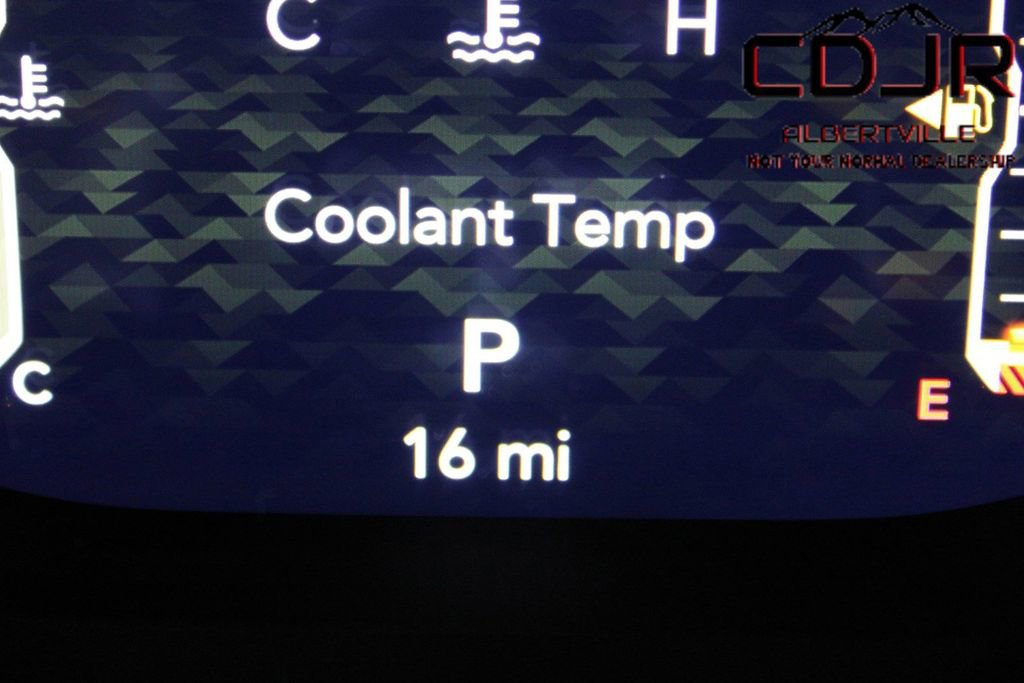 C H
CDJR
ALBERTVILLE
NOT YOUR NORMAL DEALERSHIP
Coolant Temp
P
C
E
16 mi